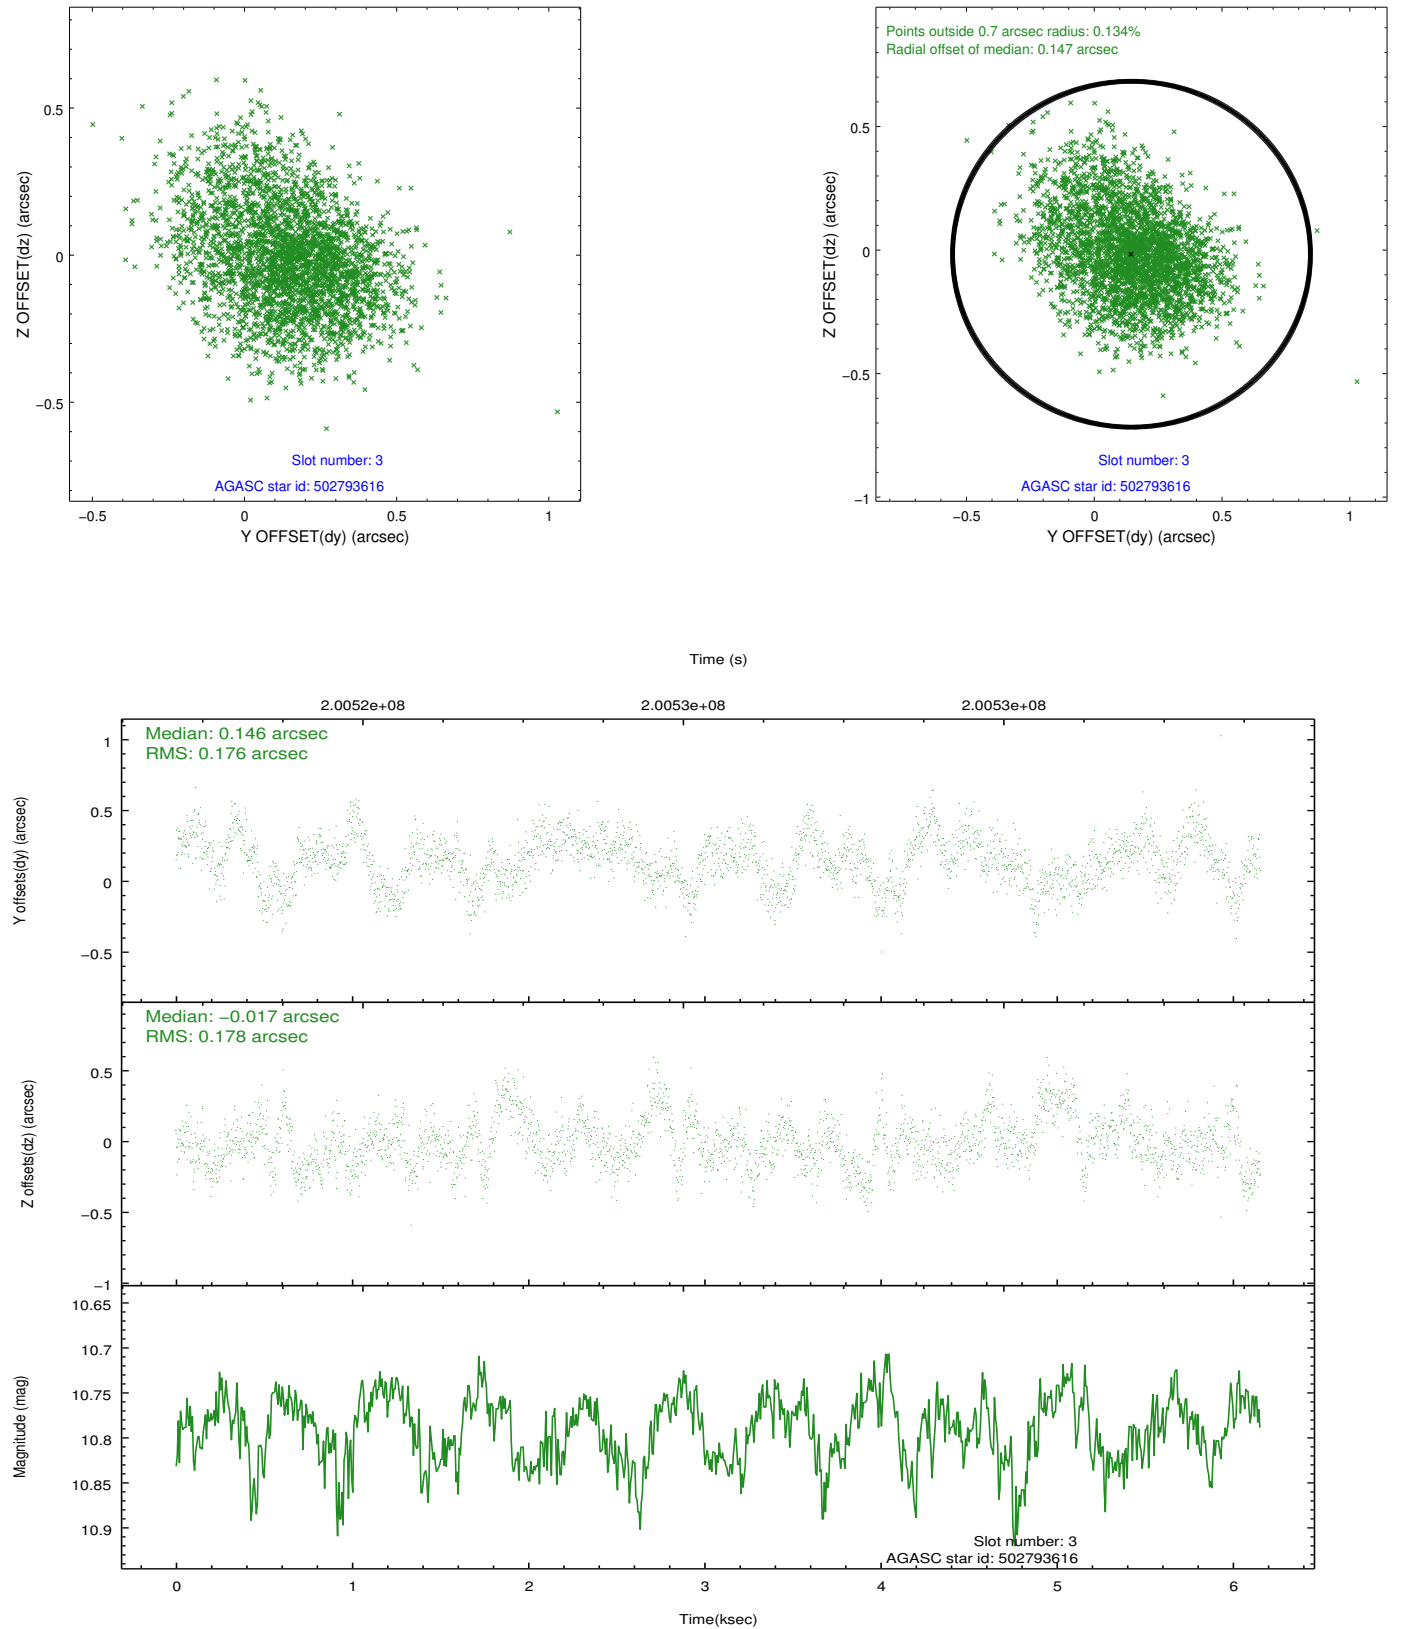 0.5
0
−0.5
Z OFFSET(dz) (arcsec)
Slot number: 3
AGASC star id: 502793616
−0.5
0
0.5
1
Y OFFSET(dy) (arcsec)
Points outside 0.7 arcsec radius: 0.134%
Radial offset of median: 0.147 arcsec
0.5
0
−0.5
−1
Z OFFSET(dz) (arcsec)
Slot number: 3
AGASC star id: 502793616
−0.5
0
0.5
1
Y OFFSET(dy) (arcsec)
Time (s)
2.0052e+08
2.0053e+08
2.0053e+08
Median: 0.146 arcsec
RMS: 0.176 arcsec
1
0.5
0
−0.5
Y offsets(dy) (arcsec)
Median: −0.017 arcsec
RMS: 0.178 arcsec
0.5
0
−0.5
−1
Z offsets(dz) (arcsec)
10.65
10.7
10.75
10.8
10.85
10.9
Magnitude (mag)
Slot number: 3
AGASC star id: 502793616
0
1
2
3
4
5
6
Time(ksec)